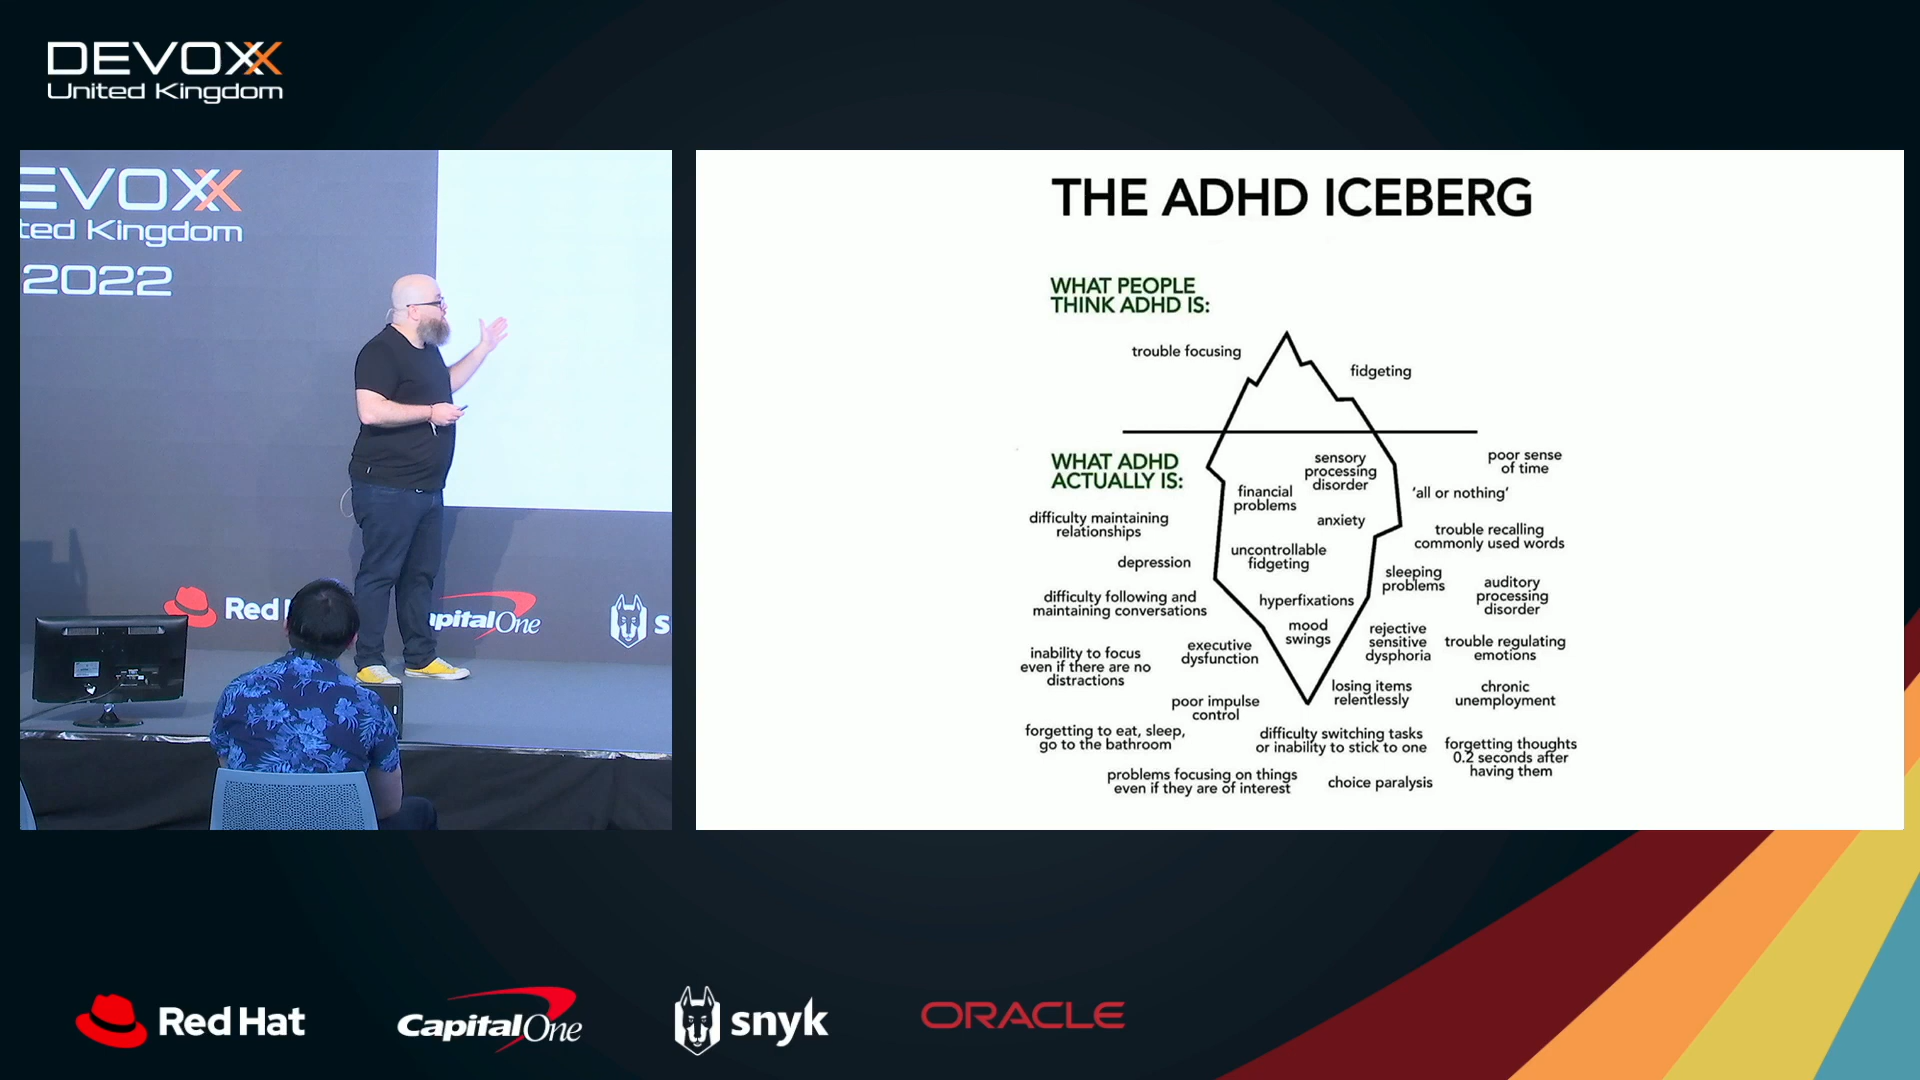 DEVOXX
United Kingdom
EVOXX
ted Kingdom
2022
Red
apitalOne
S
THE ADHD ICEBERG
WHAT PEOPLE
THINK ADHD IS:
trouble focusing
fidgeting
WHAT ADHD
ACTUALLY IS:
sensory
processing
disorder
poor sense
of time
financial
problems
'all or nothing'
anxiety
difficulty maintaining
relationships
trouble recalling
commonly used words
depression
uncontrollable
fidgeting
sleeping
problems
auditory
processing
disorder
difficulty following and
maintaining conversations
hyperfixations
mood
swings
rejective
sensitive
dysphoria
trouble regulating
emotions
inability to focus
even if there are no
distractions
executive
dysfunction
losing items
relentlessly
chronic
unemployment
poor impulse
control
forgetting to eat, sleep,
go to the bathroom
difficulty switching tasks
or inability to stick to one
forgetting thoughts
0.2 seconds after
having them
problems focusing on things
even if they are of interest
choice paralysis
Red Hat
CapitalOne
snyk
ORACLE